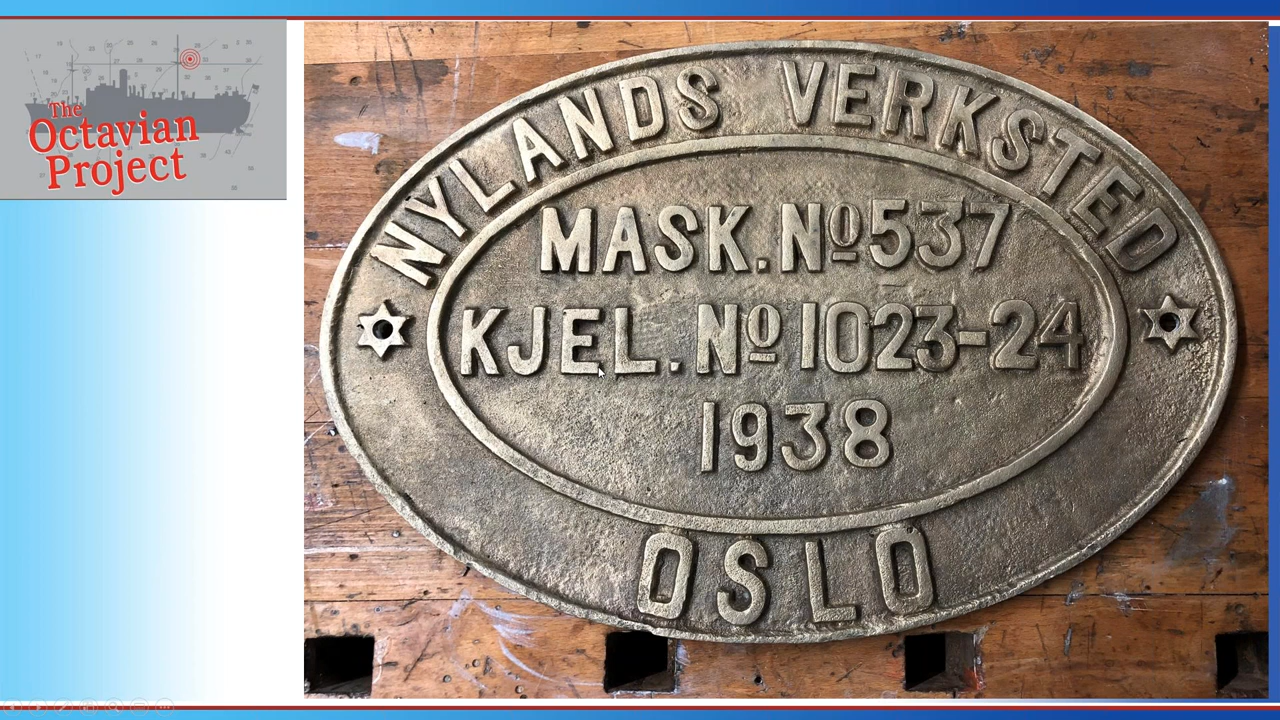 The
Octavian
Project
NYLANDS VERKSTED
MASK. Nº 537
KJEL. Nº 1023-24
1938
OSLO